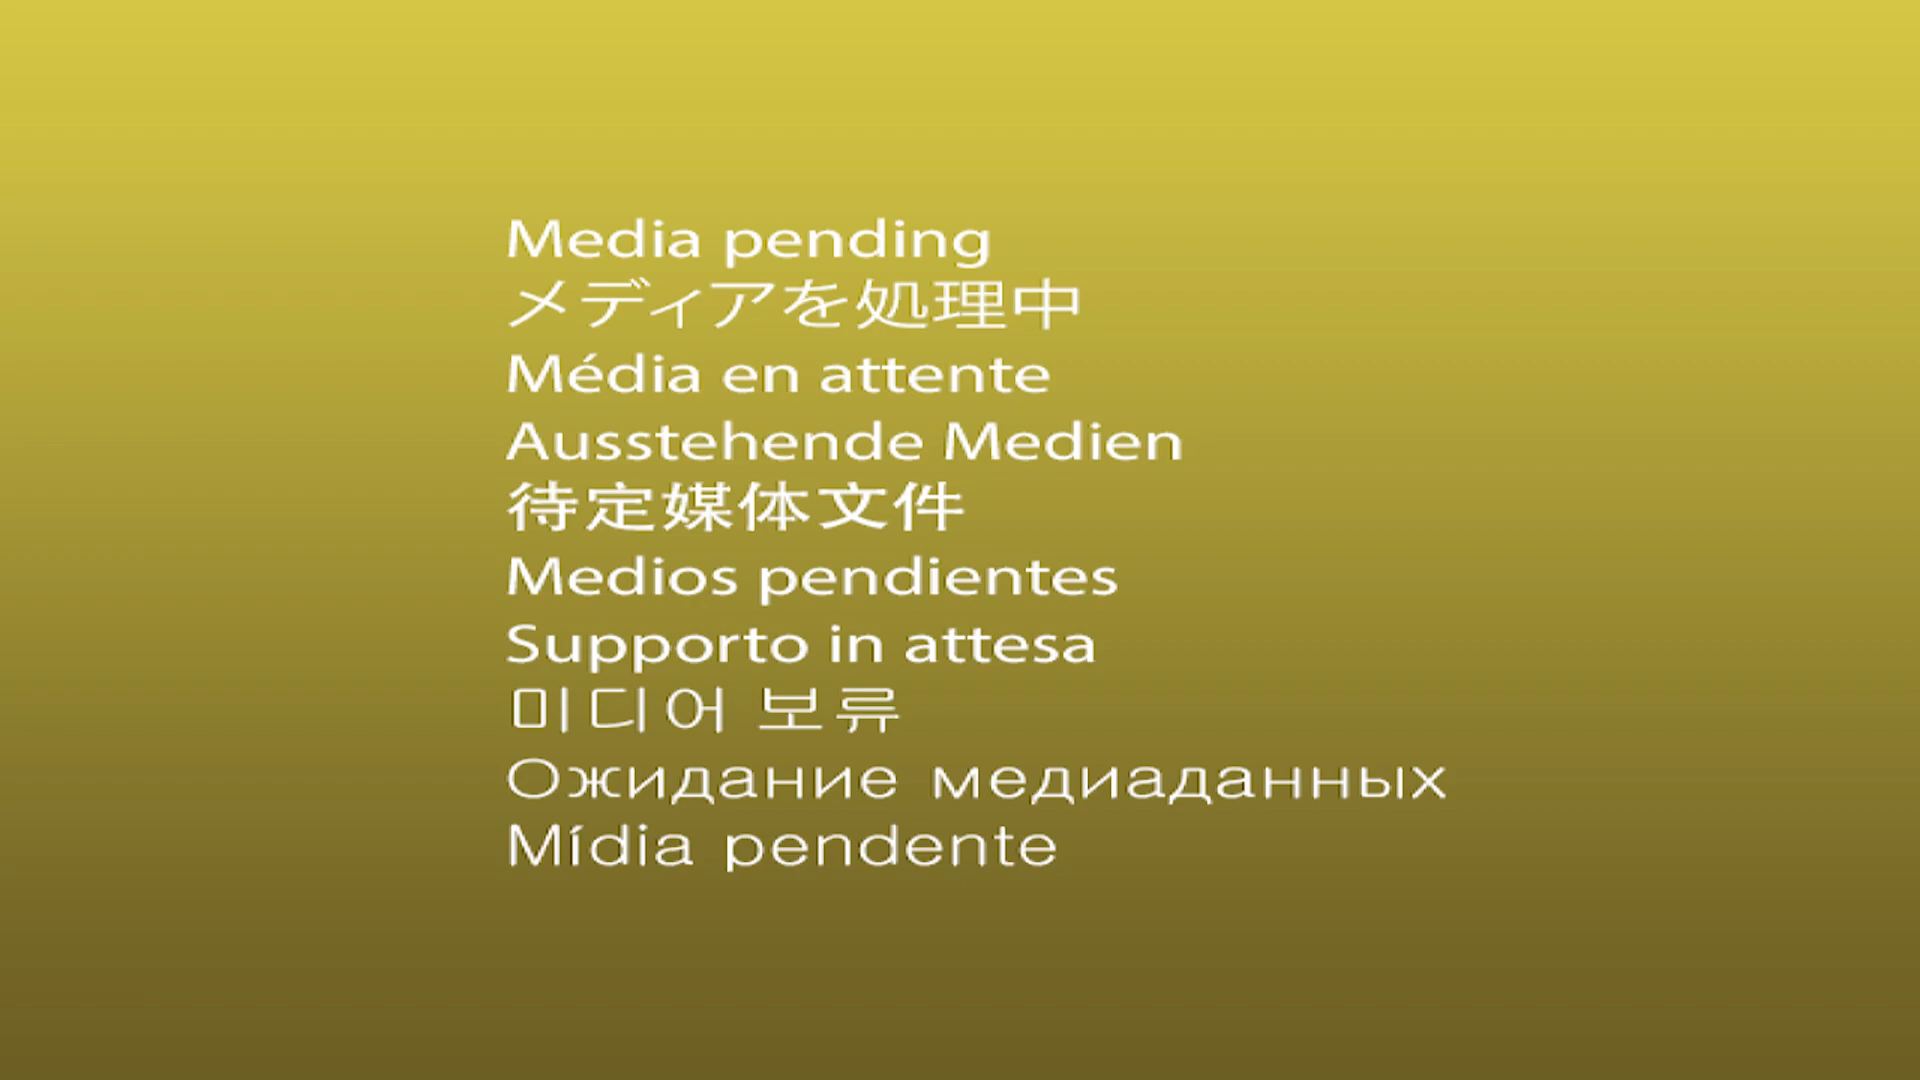 Media pending
メディアを処理中
Média en attente
Ausstehende Medien
待定媒体文件
Medios pendientes
Supporto in attesa
미디어 보류
Ожидание медиаданных
Mídia pendente